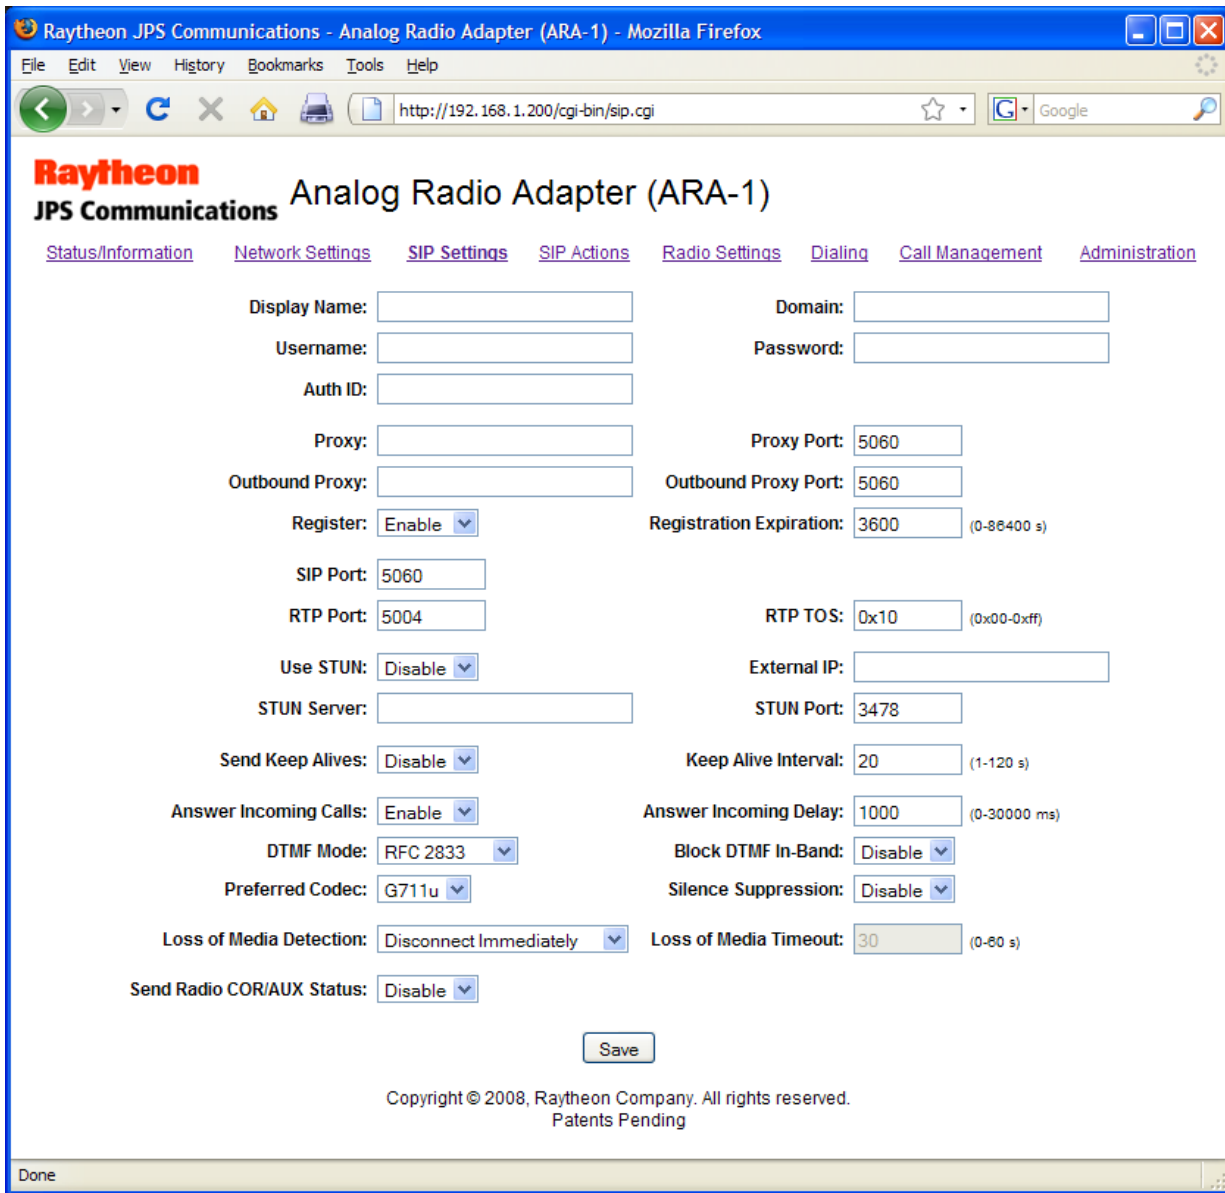 Raytheon JPS Communications - Analog Radio Adapter (ARA-1) - Mozilla Firefox
File Edit View History Bookmarks Tools Help
http://192.168.1.200/cgi-bin/sip.cgi G Google
Raytheon
JPS Communications Analog Radio Adapter (ARA-1)
Status/Information Network Settings SIP Settings SIP Actions Radio Settings Dialing Call Management Administration
Display Name: Domain:
Username: Password:
Auth ID:
Proxy: Proxy Port: 5060
Outbound Proxy: Outbound Proxy Port: 5060
Register: Enable Registration Expiration: 3600 (0-86400 s)
SIP Port: 5060
RTP Port: 5004 RTP TOS: 0x10 (0x00-0xff)
Use STUN: Disable External IP:
STUN Server: STUN Port: 3478
Send Keep Alives: Disable Keep Alive Interval: 20 (1-120 s)
Answer Incoming Calls: Enable Answer Incoming Delay: 1000 (0-30000 ms)
DTMF Mode: RFC 2833 Block DTMF In-Band: Disable
Preferred Codec: G711u Silence Suppression: Disable
Loss of Media Detection: Disconnect Immediately Loss of Media Timeout: 30 (0-60 s)
Send Radio COR/AUX Status: Disable
Save
Copyright © 2008, Raytheon Company. All rights reserved.
Patents Pending
Done